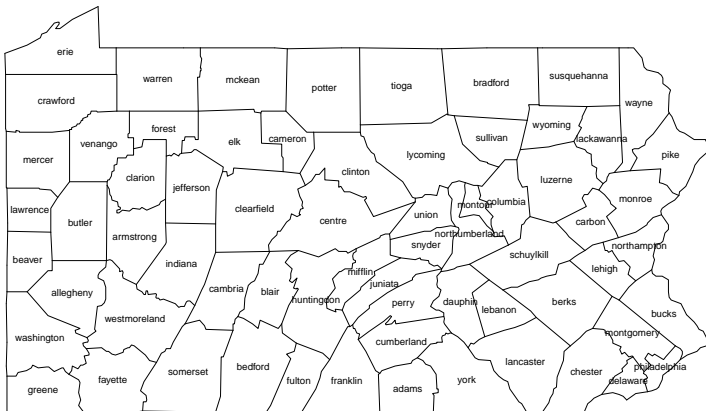 erie
warren
mckean
potter
tioga
bradford
susquehanna
wayne
crawford
forest
venango
elk
cameron
sullivan
wyoming
lackawanna
mercer
clarion
jefferson
clinton
lycoming
luzerne
pike
lawrence
butler
armstrong
clearfield
centre
union
montour
columbia
northumberland
carbon
monroe
beaver
allegheny
indiana
cambria
blair
huntingdon
mifflin
juniata
snyder
schuylkill
lehigh
northampton
washington
westmoreland
perry
dauphin
lebanon
berks
bucks
montgomery
cumberland
philadelphia
greene
fayette
somerset
bedford
fulton
franklin
adams
york
lancaster
chester
delaware